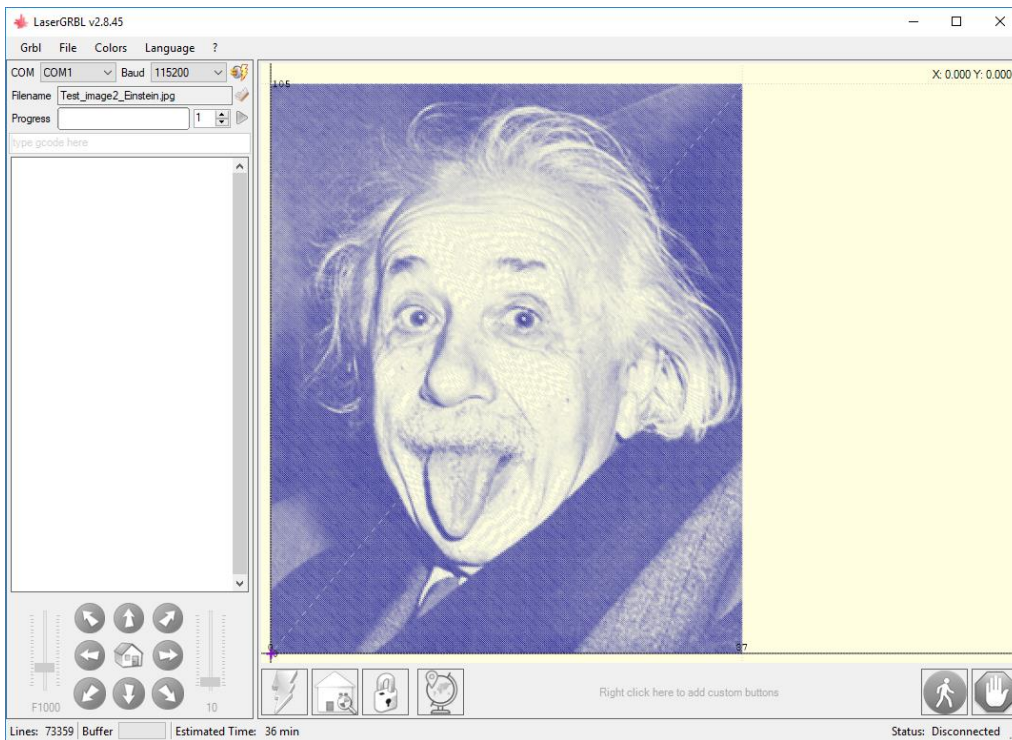 LaserGRBL v2.8.45
Grbl File Colors Language ?
COM COM1 Baud 115200
Filename Test_image2_Einstein.jpg
Progress 1
type gcode here
105
X: 0.000 Y: 0.000
0
87
F1000 10
Right click here to add custom buttons
Lines: 73359 Buffer Estimated Time: 36 min Status: Disconnected